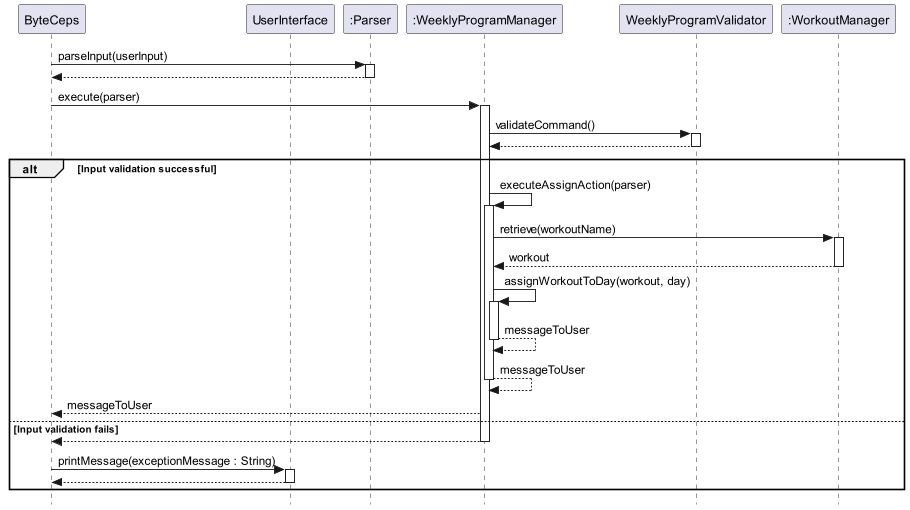 ByteCeps
UserInterface
:Parser
:WeeklyProgramManager
WeeklyProgramValidator
:WorkoutManager
parseInput(userInput)
execute(parser)
validateCommand()
alt
[Input validation successful]
executeAssignAction(parser)
retrieve(workoutName)
workout
assignWorkoutToDay(workout, day)
messageToUser
messageToUser
messageToUser
[Input validation fails]
printMessage(exceptionMessage : String)